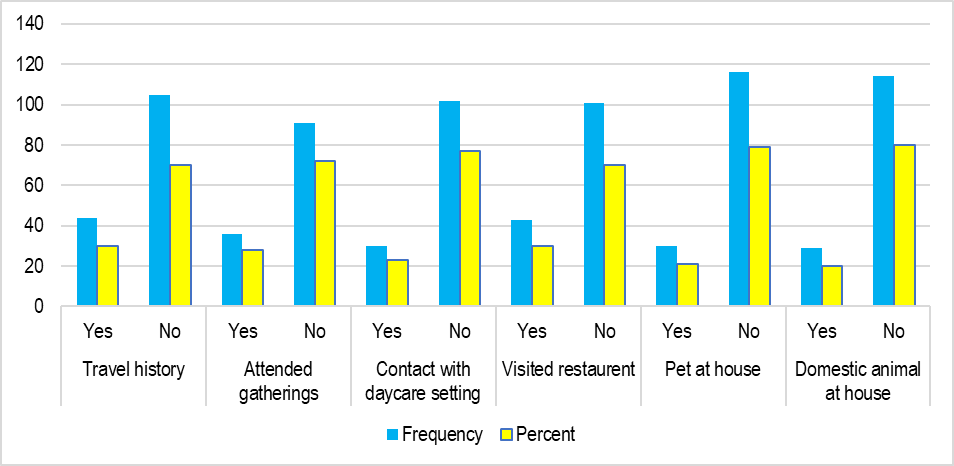 140
120
100
80
60
40
20
0
Yes No Yes No Yes No Yes No Yes No Yes No
Travel history Attended gatherings Contact with daycare setting Visited restaurent Pet at house Domestic animal at house
Frequency Percent